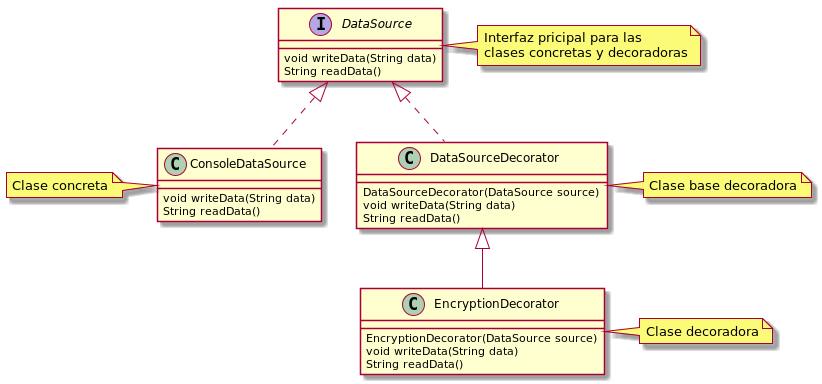 I DataSource
void writeData(String data)
String readData()
Interfaz pricipal para las
clases concretas y decoradoras
C ConsoleDataSource
void writeData(String data)
String readData()
Clase concreta
C DataSourceDecorator
DataSourceDecorator(DataSource source)
void writeData(String data)
String readData()
Clase base decoradora
C EncryptionDecorator
EncryptionDecorator(DataSource source)
void writeData(String data)
String readData()
Clase decoradora